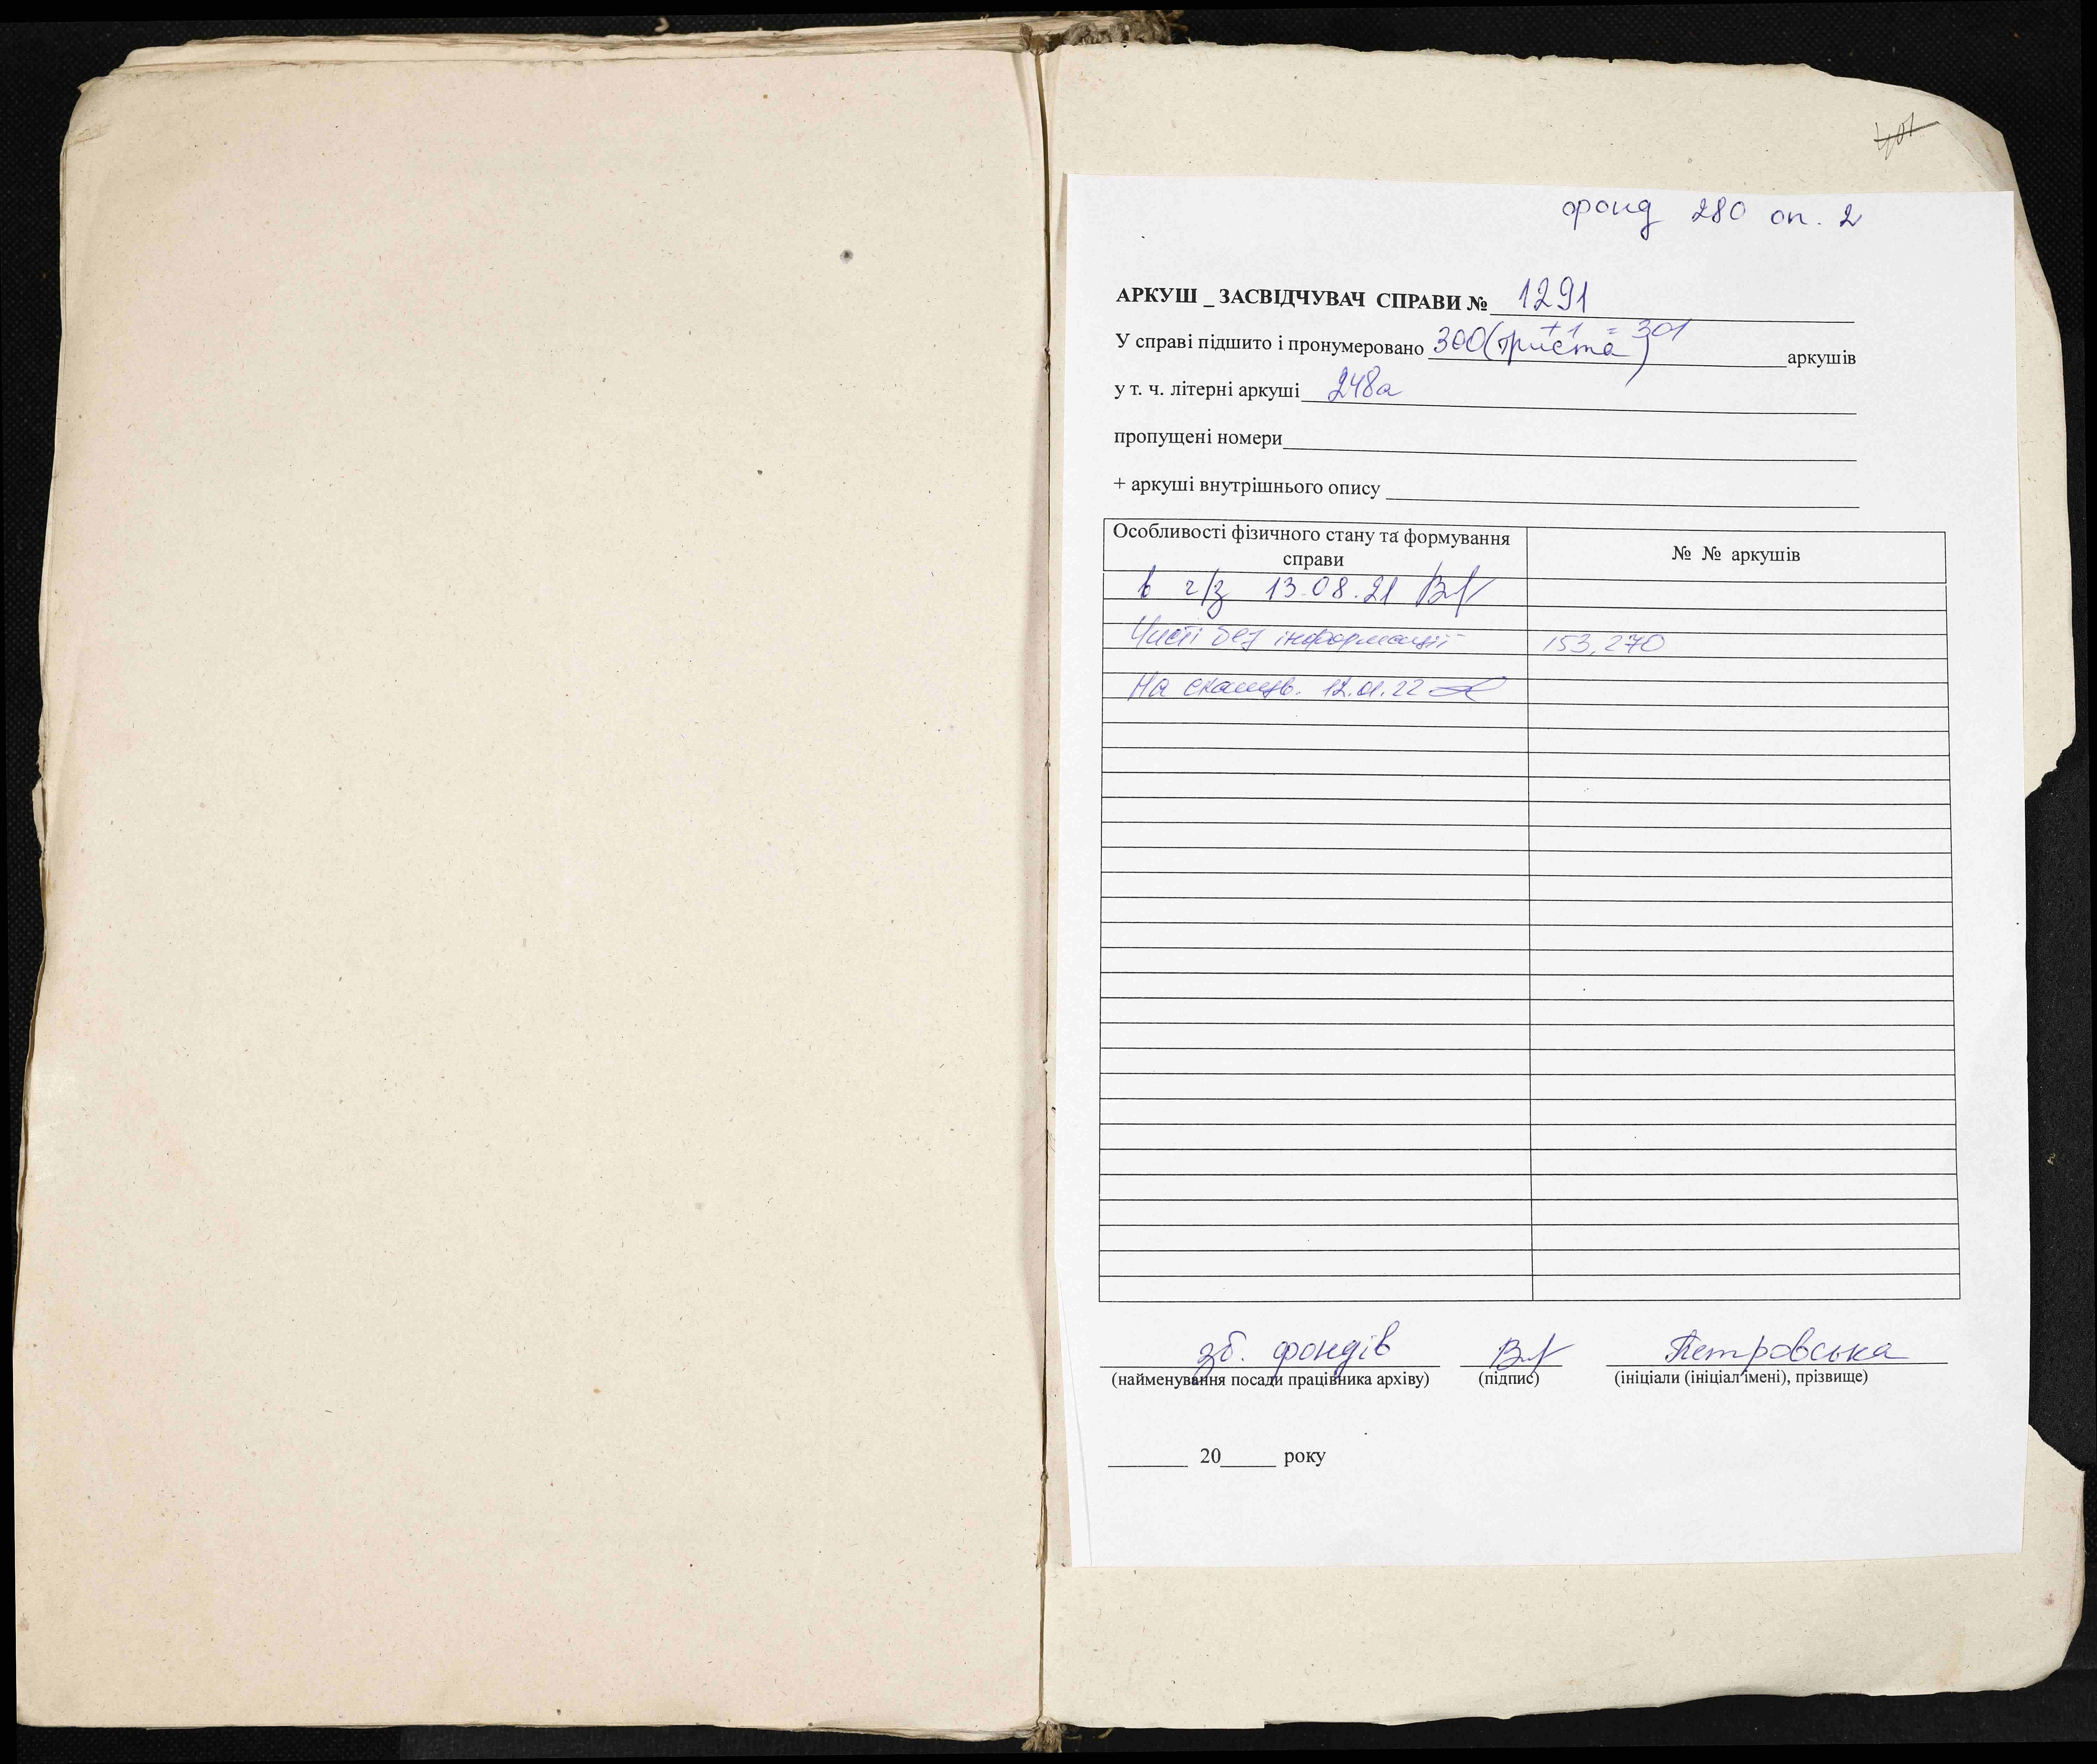 фонд 280 оп. 2
АРКУШ _ ЗАСВІДЧУВАЧ СПРАВИ № 1291
+1 = 301
У справі підшито і пронумеровано 300 (триста) аркушів
у т. ч. літерні аркуші 248а
пропущені номери
+ аркуші внутрішнього опису
Особливості фізичного стану та формування
справи
№ № аркушів
в ч/з 13.08.21
Чисті без інформації 153, 270
На сканув. 12.01.22
зб. фондів Петровська
(найменування посади працівника архіву) (підпис) (ініціали (ініціал імені), прізвище)
20 року